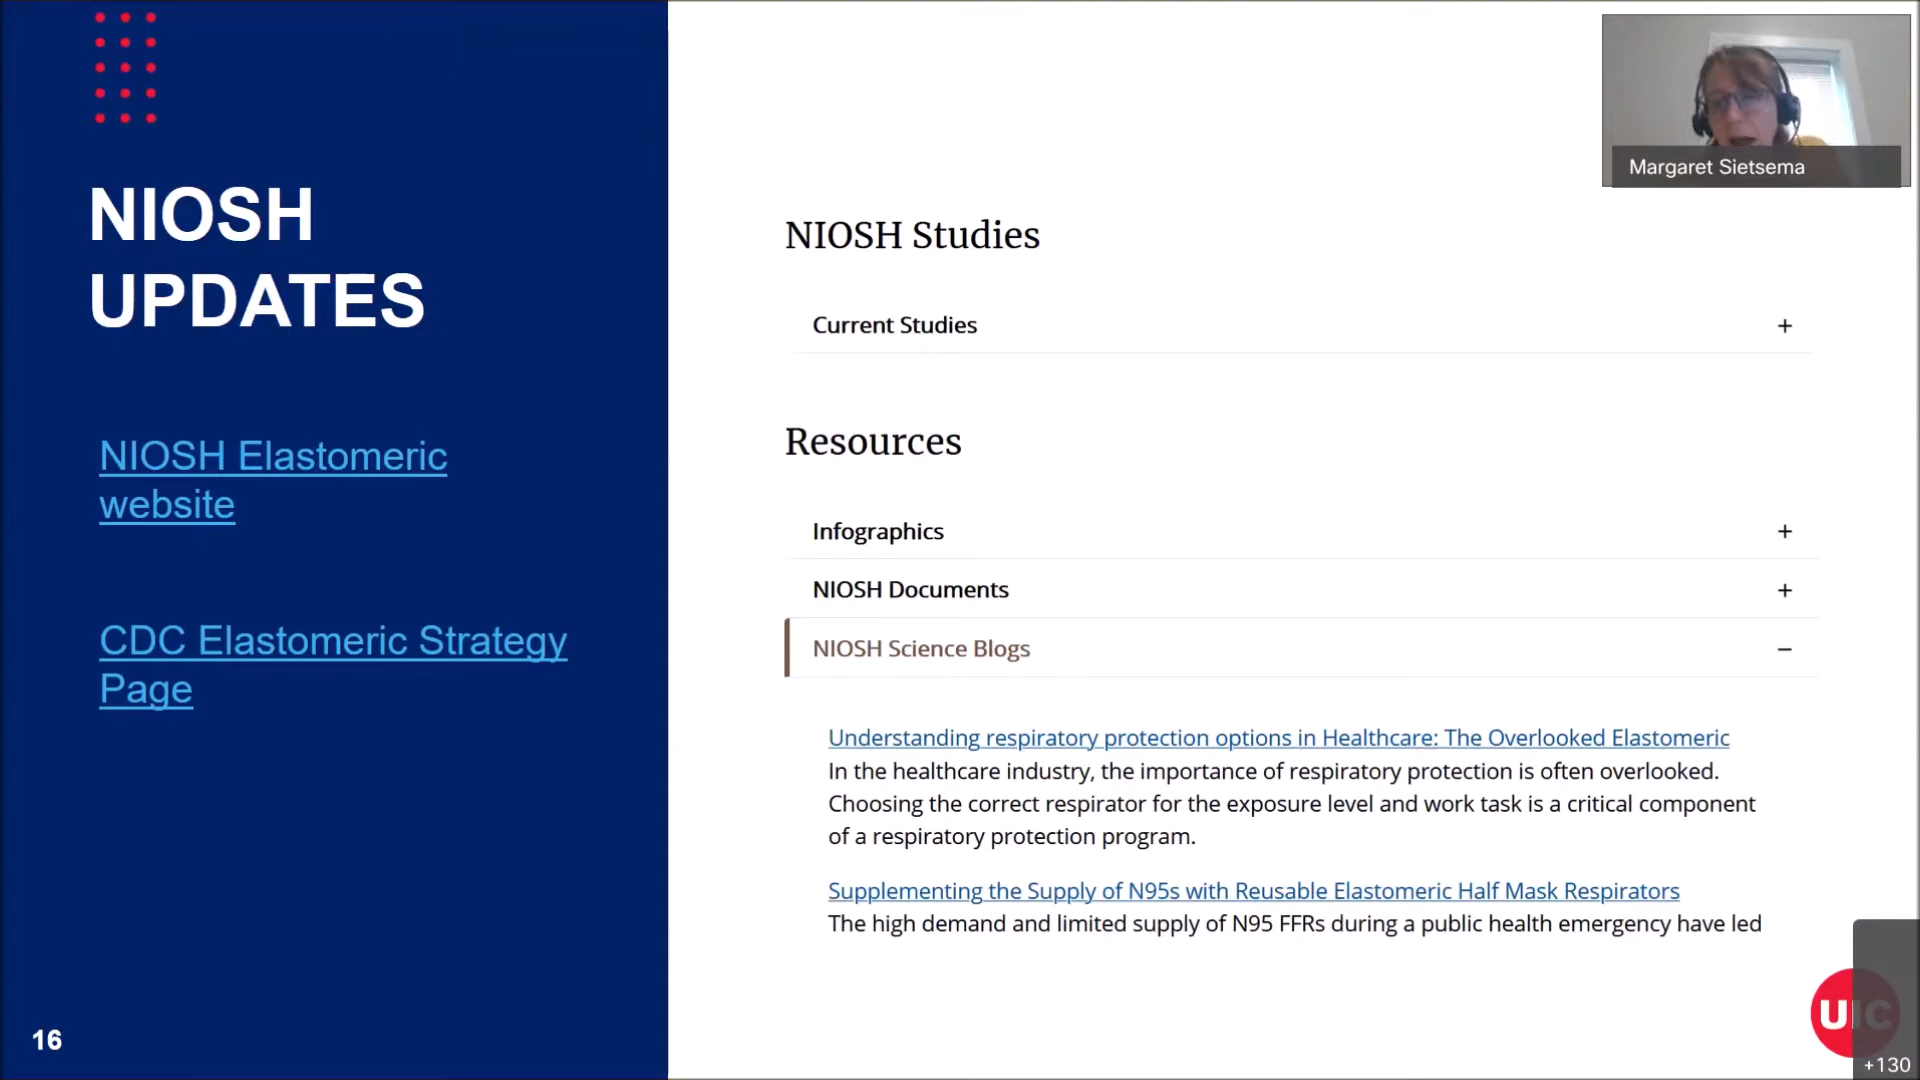 NIOSH
UPDATES
NIOSH Elastomeric
website
CDC Elastomeric Strategy
Page
16
Margaret Sietsema
NIOSH Studies
Current Studies
+
Resources
Infographics
+
NIOSH Documents
+
NIOSH Science Blogs
−
Understanding respiratory protection options in Healthcare: The Overlooked Elastomeric
In the healthcare industry, the importance of respiratory protection is often overlooked.
Choosing the correct respirator for the exposure level and work task is a critical component
of a respiratory protection program.
Supplementing the Supply of N95s with Reusable Elastomeric Half Mask Respirators
The high demand and limited supply of N95 FFRs during a public health emergency have led
UIC
+130